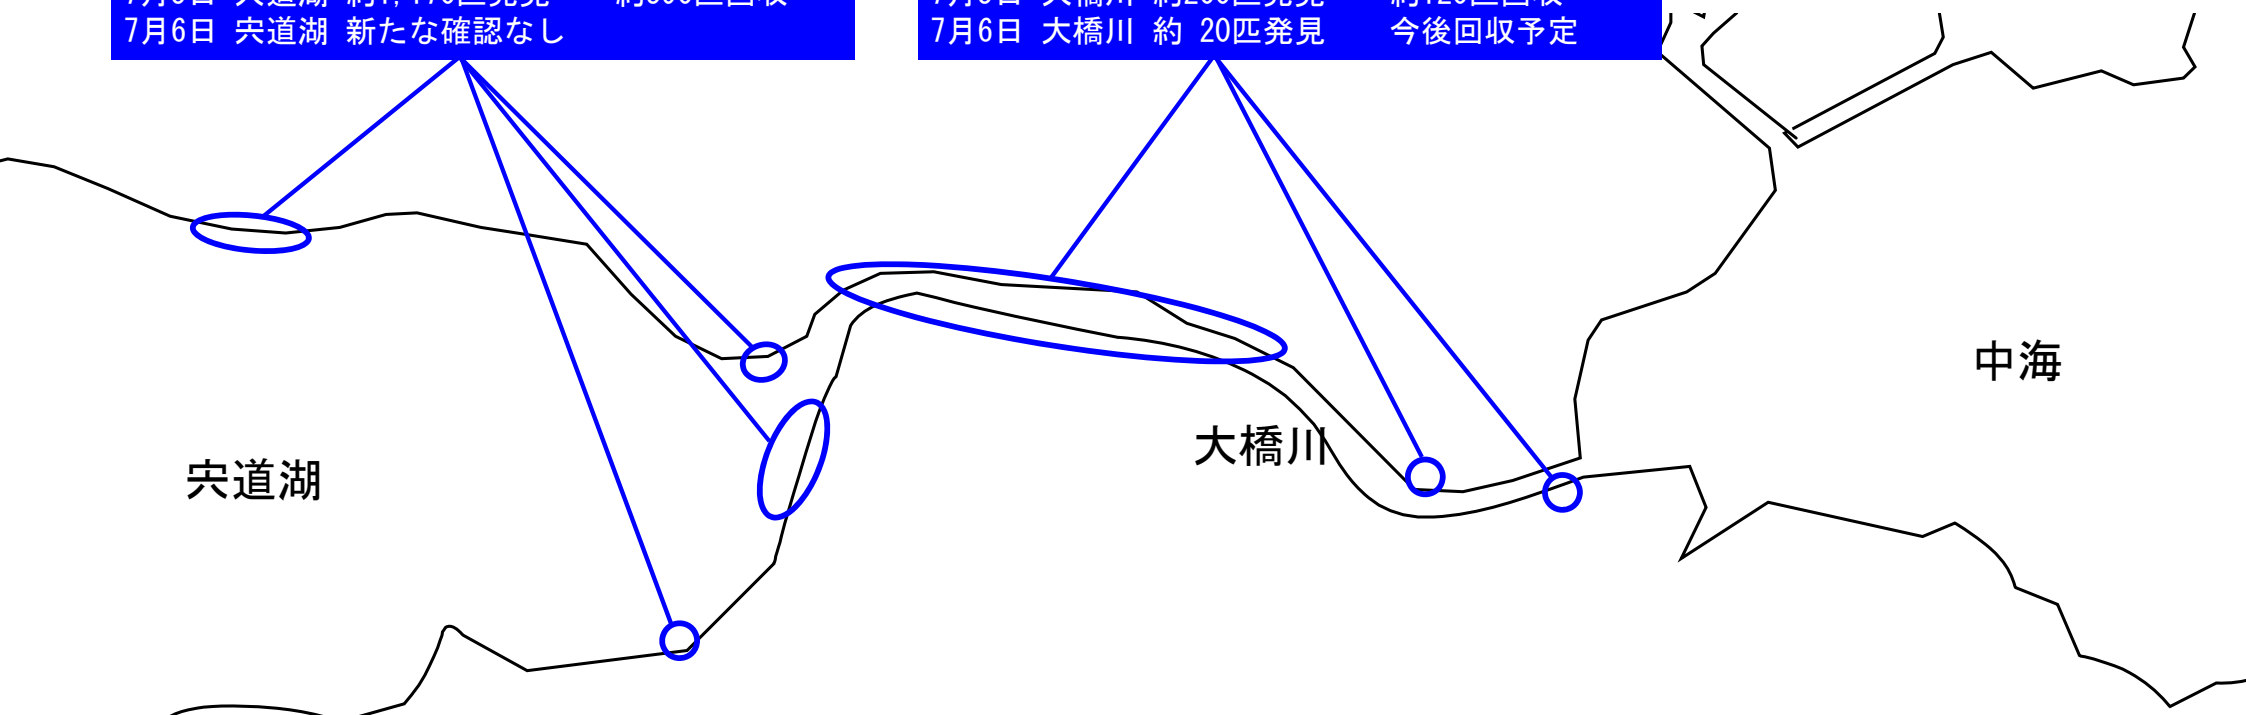 7月6日 宍道湖 新たな確認なし
7月6日 大橋川 約 20匹発見 今後回収予定
中海
大橋川
宍道湖